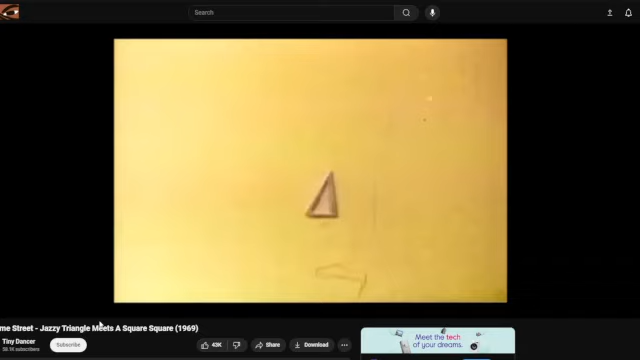 Search
me Street - Jazzy Triangle Meets A Square Square (1969)
Tiny Dancer
Subscribe
43K
Share
Download
Meet the tech
of your dreams.